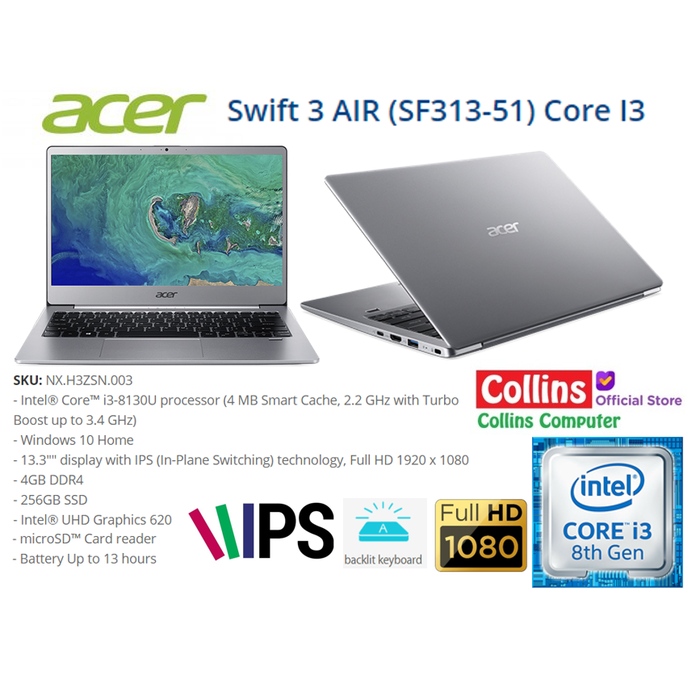 acer Swift 3 AIR (SF313-51) Core I3
acer
acer
SKU: NX.H3ZSN.003
- Intel® Core™ i3-8130U processor (4 MB Smart Cache, 2.2 GHz with Turbo
Boost up to 3.4 GHz)
- Windows 10 Home
- 13.3"" display with IPS (In-Plane Switching) technology, Full HD 1920 x 1080
- 4GB DDR4
- 256GB SSD
- Intel® UHD Graphics 620
- microSD™ Card reader
- Battery Up to 13 hours
Collins Official Store
Collins Computer
IPS
A
backlit keyboard
Full HD
1080
intel
CORE™ i3
8th Gen